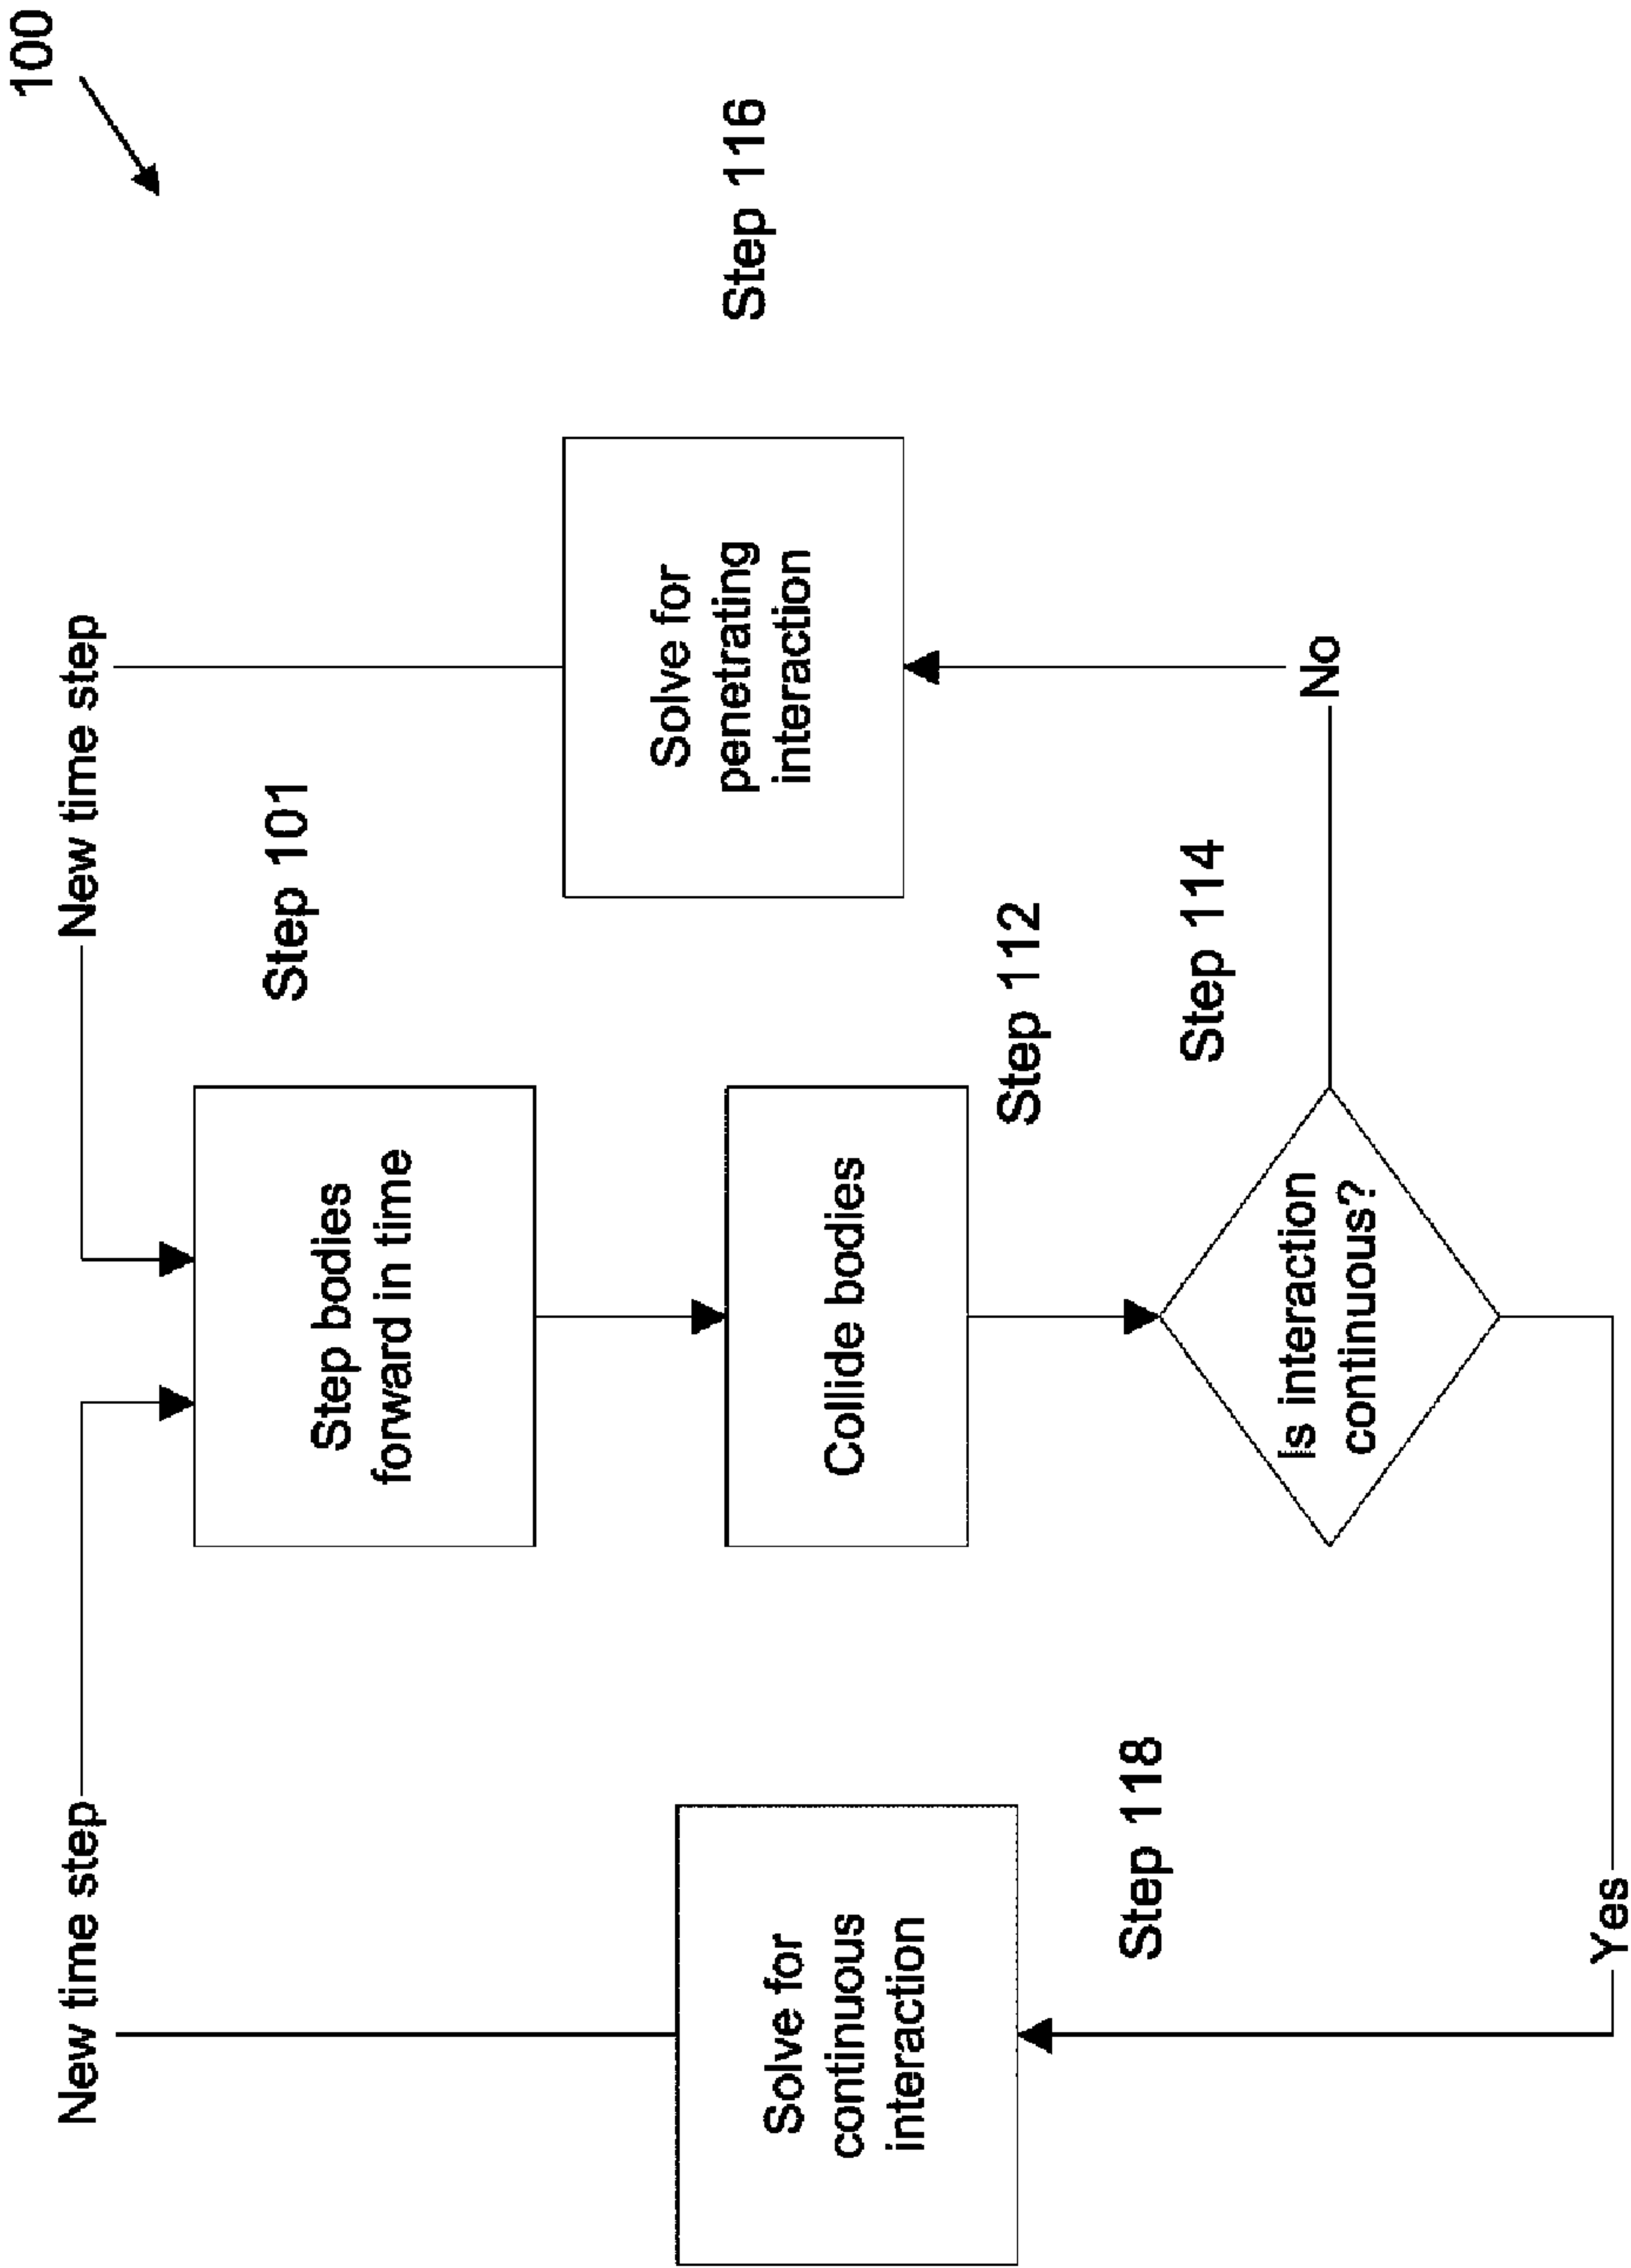 100
New time step
New time step
Step 101
Step bodies
forward in time
Solve for
penetrating
interaction
Step 116
Solve for
continuous
interaction
Collide bodies
Step 112
Step 118
Step 114
Is interaction
continuous?
No
Yes